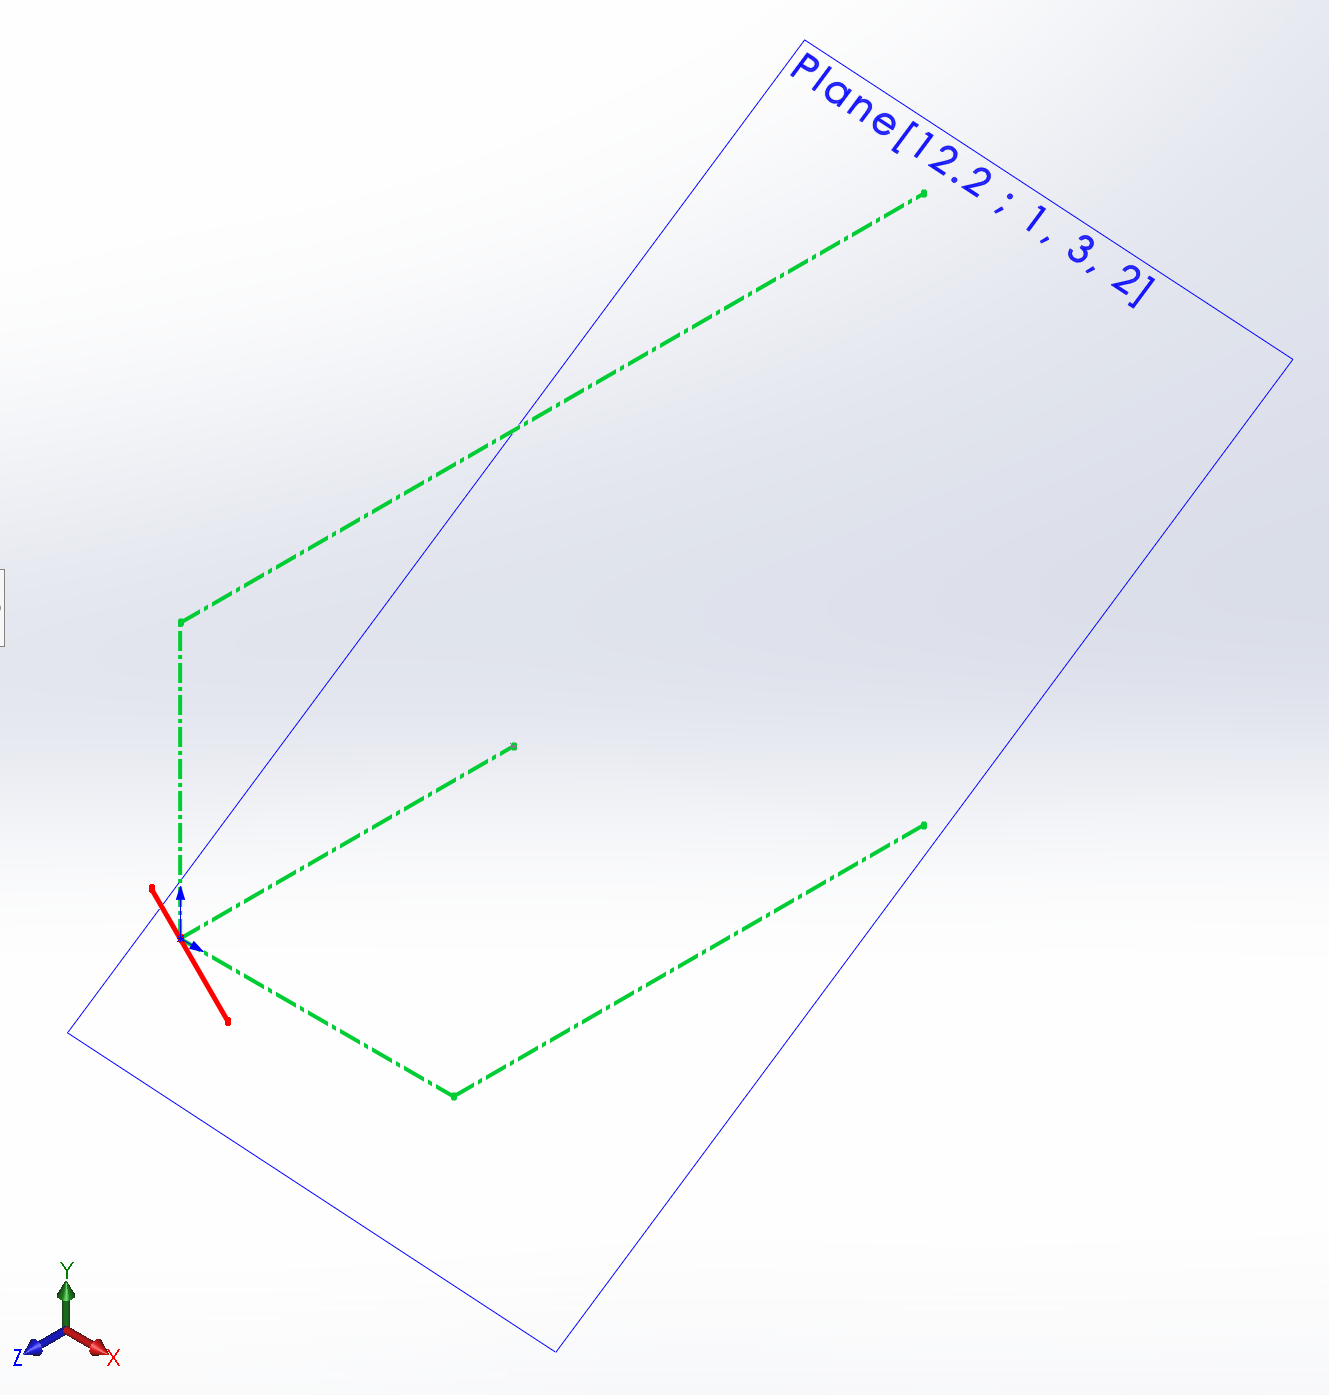 Plane[12.2 ; 1, 3, 2]
Y
Z
X